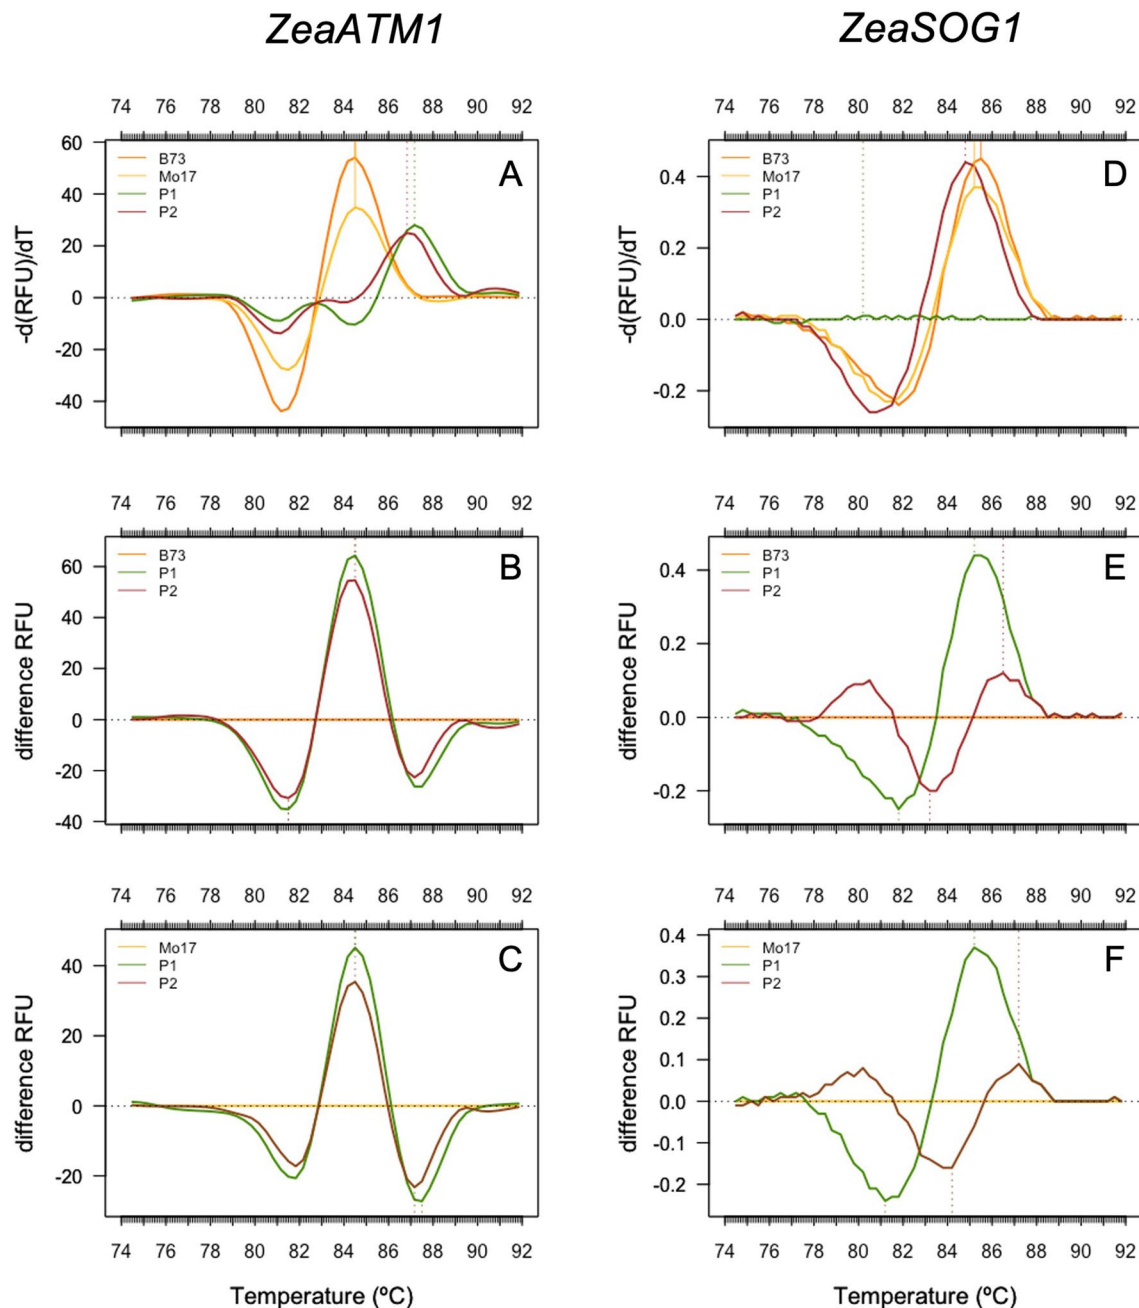 ZeaATM1
ZeaSOG1
74 76 78 80 82 84 86 88 90 92
60
40
20
0
-20
-40
-d(RFU)/dT
B73
Mo17
P1
P2
A
74 76 78 80 82 84 86 88 90 92
0.4
0.2
0.0
-0.2
-d(RFU)/dT
B73
Mo17
P1
P2
D
74 76 78 80 82 84 86 88 90 92
60
40
20
0
-20
-40
difference RFU
B73
P1
P2
B
74 76 78 80 82 84 86 88 90 92
0.4
0.2
0.0
-0.2
difference RFU
B73
P1
P2
E
74 76 78 80 82 84 86 88 90 92
40
20
0
-20
difference RFU
Mo17
P1
P2
C
74 76 78 80 82 84 86 88 90 92
Temperature (ºC)
74 76 78 80 82 84 86 88 90 92
0.4
0.3
0.2
0.1
0.0
-0.1
-0.2
difference RFU
Mo17
P1
P2
F
74 76 78 80 82 84 86 88 90 92
Temperature (ºC)